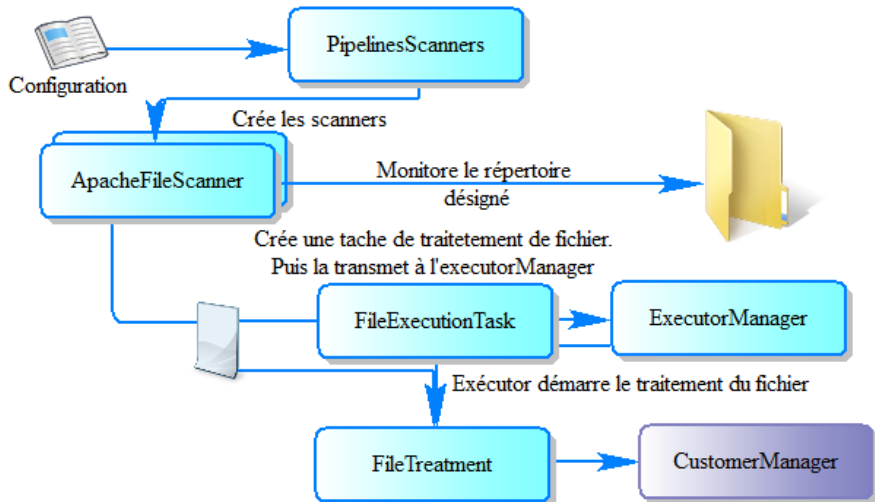 PipelinesScanners
Configuration
Crée les scanners
ApacheFileScanner
Monitore le répertoire
désigné
Crée une tache de traitetement de fichier.
Puis la transmet à l'executorManager
FileExecutionTask
ExecutorManager
Exécutor démarre le traitement du fichier
FileTreatment
CustomerManager